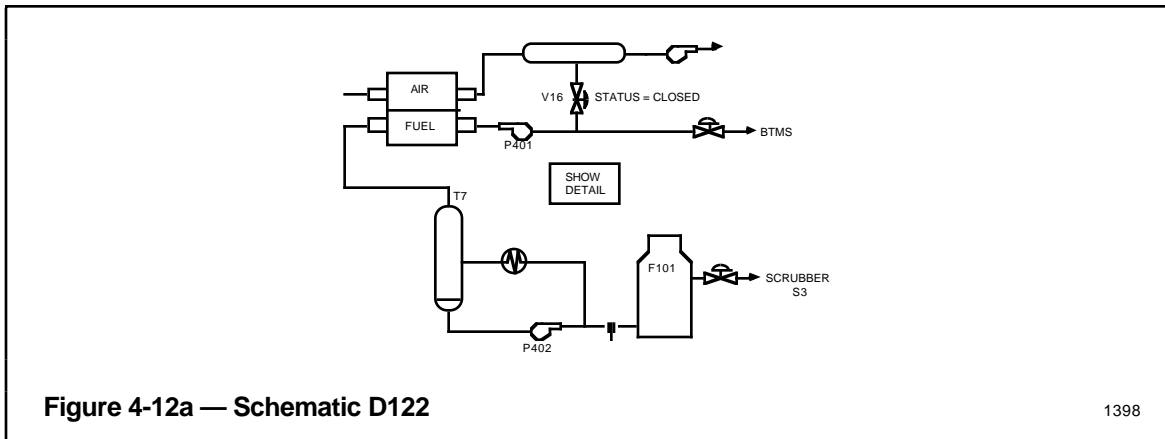 AIR
V16 STATUS = CLOSED
FUEL
P401
BTMS
SHOW
DETAIL
T7
F101
SCRUBBER
S3
P402
Figure 4-12a — Schematic D122
1398